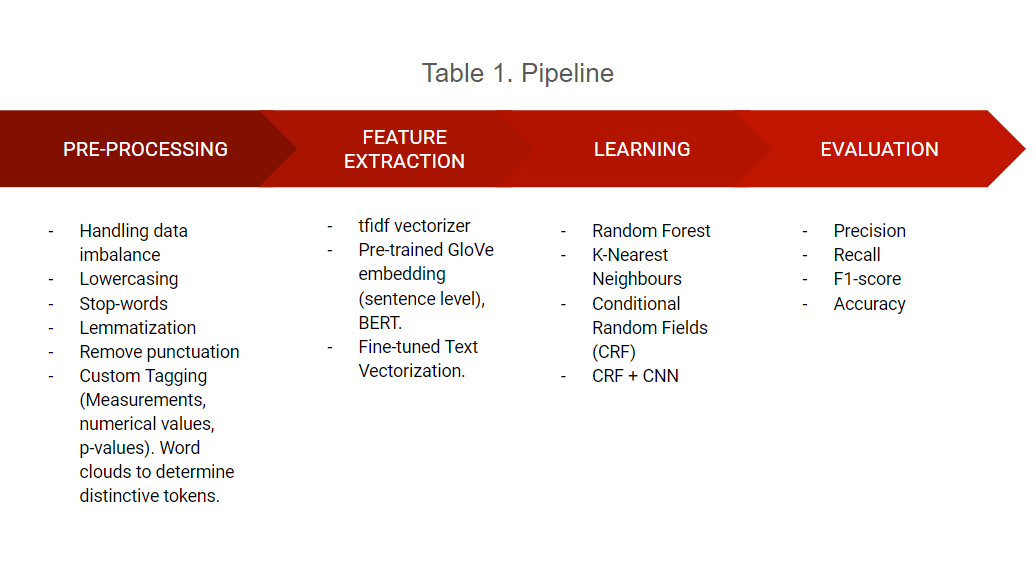 Table 1. Pipeline
PRE-PROCESSING
FEATURE
EXTRACTION
LEARNING
EVALUATION
- Handling data
imbalance
- Lowercasing
- Stop-words
- Lemmatization
- Remove punctuation
- Custom Tagging
(Measurements,
numerical values,
p-values). Word
clouds to determine
distinctive tokens.
- tfidf vectorizer
- Pre-trained GloVe
embedding
(sentence level),
BERT.
- Fine-tuned Text
Vectorization.
- Random Forest
- K-Nearest
Neighbours
- Conditional
Random Fields
(CRF)
- CRF + CNN
- Precision
- Recall
- F1-score
- Accuracy